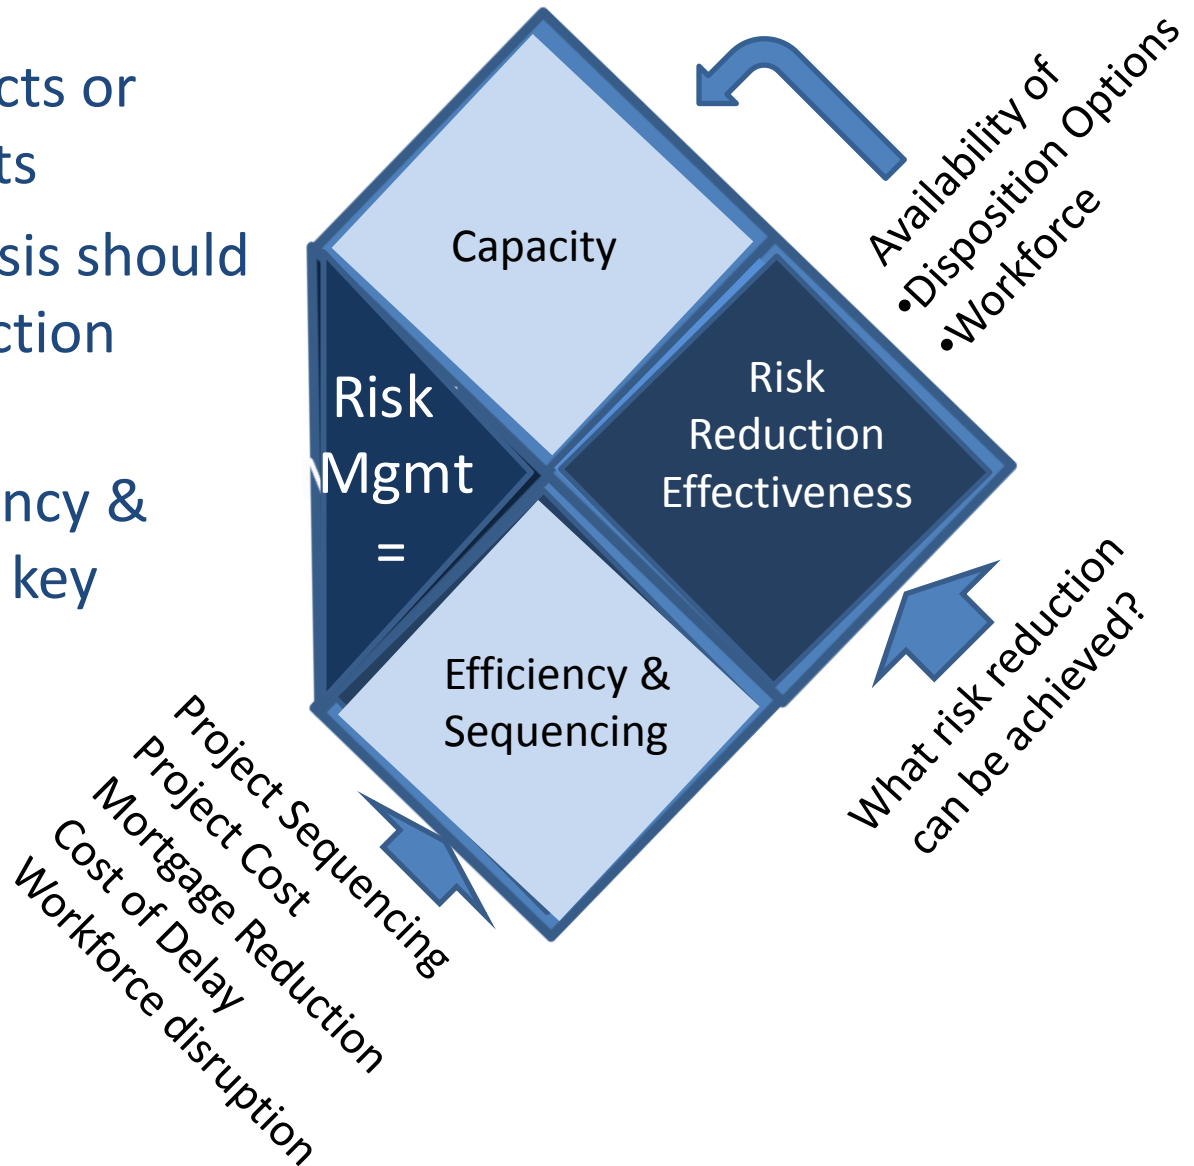 cts or
ts
sis should
ction
ncy &
key
Capacity
Risk
Mgmt
=
Risk
Reduction
Effectiveness
Efficiency &
Sequencing
Availability of
•Disposition Options
•Workforce
What risk reduction
can be achieved?
Project Sequencing
Project Cost
Mortgage Reduction
Cost of Delay
Workforce disruption